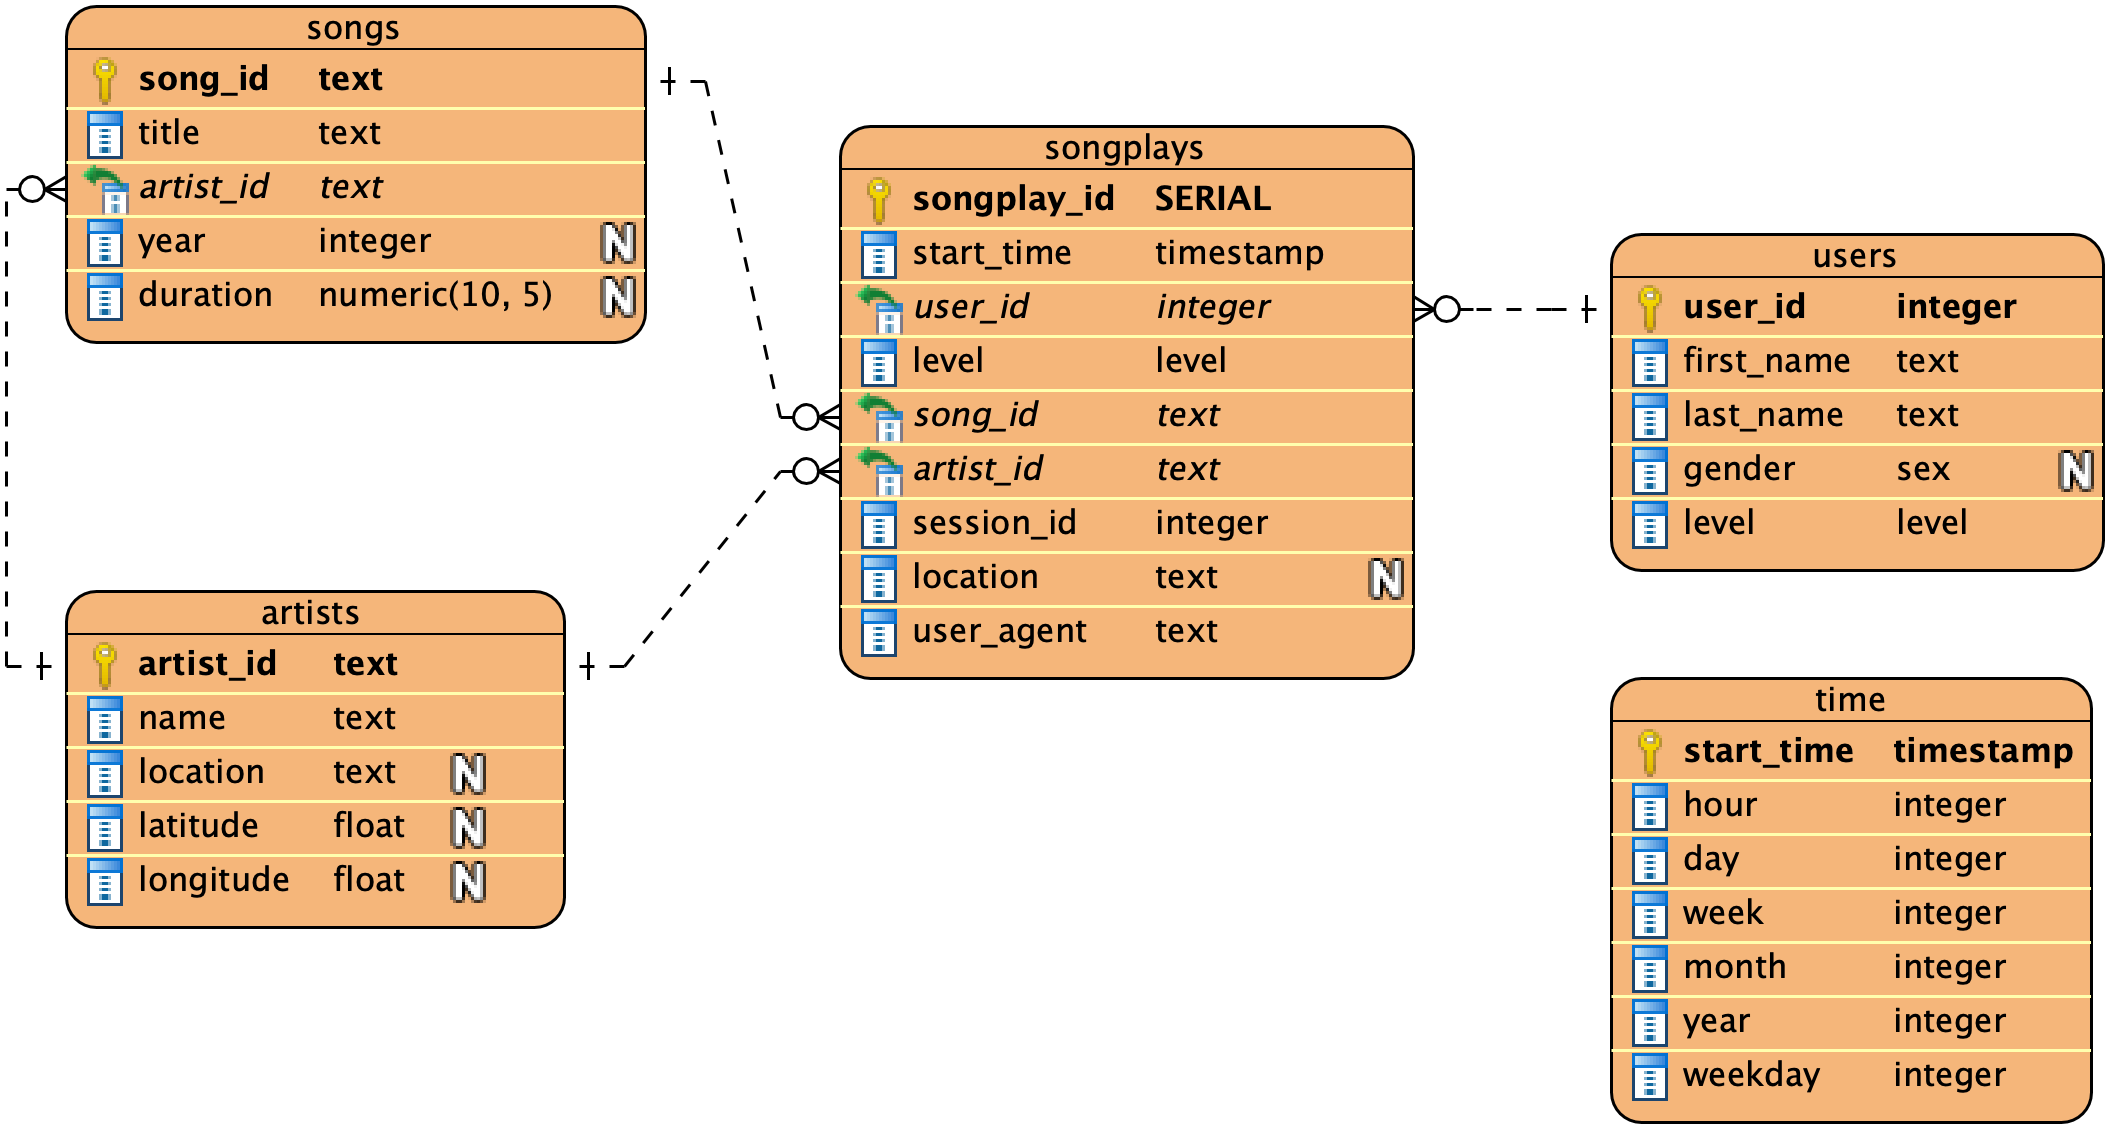 songs
song_id text
title text
artist_id text
year integer N
duration numeric(10, 5) N
artists
artist_id text
name text
location text N
latitude float N
longitude float N
songplays
songplay_id SERIAL
start_time timestamp
user_id integer
level level
song_id text
artist_id text
session_id integer
location text N
user_agent text
users
user_id integer
first_name text
last_name text
gender sex N
level level
time
start_time timestamp
hour integer
day integer
week integer
month integer
year integer
weekday integer